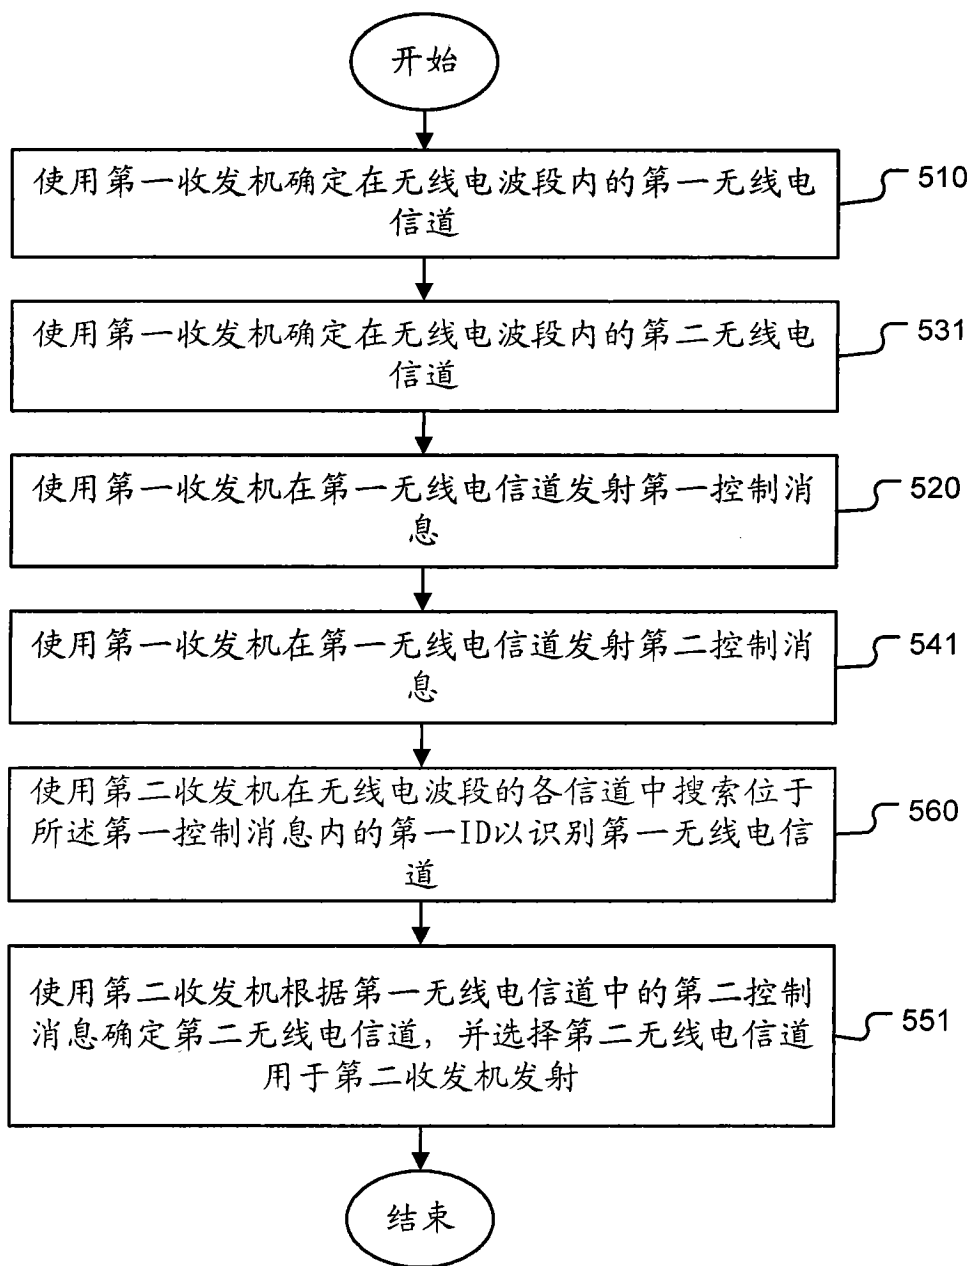 开始
使用第一收发机确定在无线电波段内的第一无线电
信道
510
使用第一收发机确定在无线电波段内的第二无线电
信道
531
使用第一收发机在第一无线电信道发射第一控制消
息
520
使用第一收发机在第一无线电信道发射第二控制消
息
541
使用第二收发机在无线电波段的各信道中搜索位于
所述第一控制消息内的第一ID以识别第一无线电信
道
560
使用第二收发机根据第一无线电信道中的第二控制
消息确定第二无线电信道，并选择第二无线电信道
用于第二收发机发射
551
结束